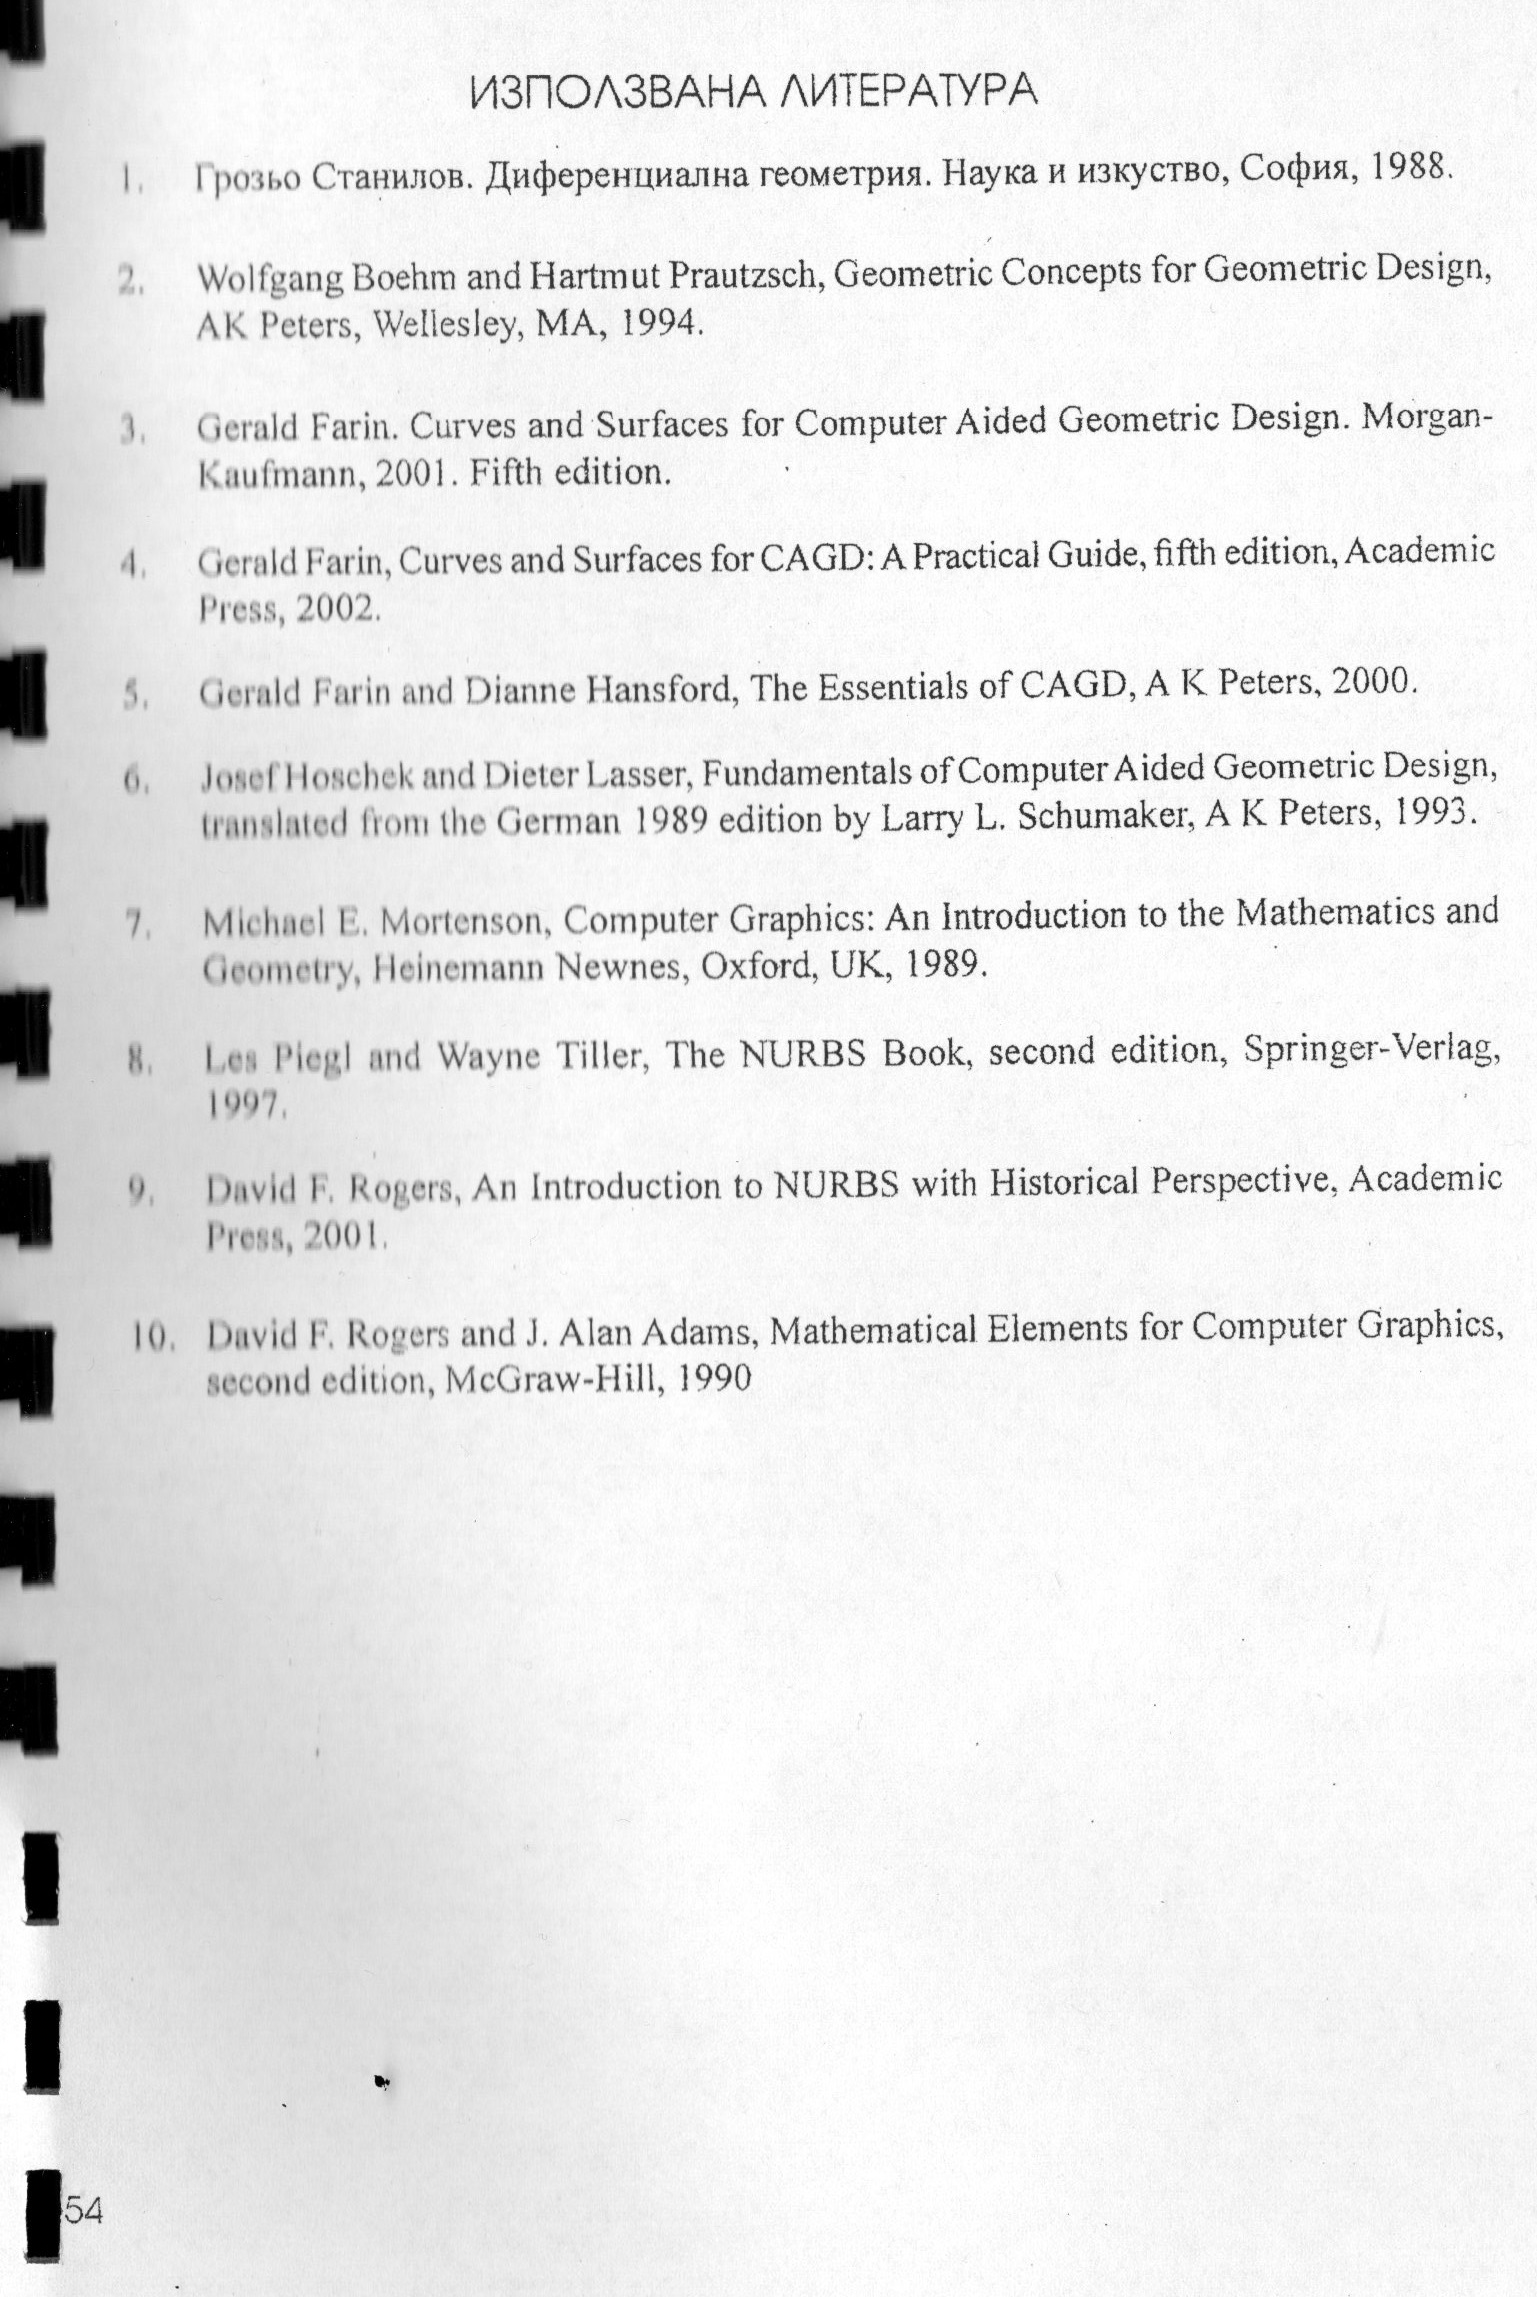 ИЗПОЛЗВАНА ЛИТЕРАТУРА
1. Грозьо Станилов. Диференциална геометрия. Наука и изкуство, София, 1988.
2. Wolfgang Boehm and Hartmut Prautzsch, Geometric Concepts for Geometric Design,
AK Peters, Wellesley, MA, 1994.
3. Gerald Farin. Curves and Surfaces for Computer Aided Geometric Design. Morgan-
Kaufmann, 2001. Fifth edition.
4. Gerald Farin, Curves and Surfaces for CAGD: A Practical Guide, fifth edition, Academic
Press, 2002.
5. Gerald Farin and Dianne Hansford, The Essentials of CAGD, A K Peters, 2000.
6. Josef Hoschek and Dieter Lasser, Fundamentals of Computer Aided Geometric Design,
translated from the German 1989 edition by Larry L. Schumaker, A K Peters, 1993.
7. Michael E. Mortenson, Computer Graphics: An Introduction to the Mathematics and
Geometry, Heinemann Newnes, Oxford, UK, 1989.
8. Les Piegl and Wayne Tiller, The NURBS Book, second edition, Springer-Verlag,
1997.
9. David F. Rogers, An Introduction to NURBS with Historical Perspective, Academic
Press, 2001.
10. David F. Rogers and J. Alan Adams, Mathematical Elements for Computer Graphics,
second edition, McGraw-Hill, 1990
54